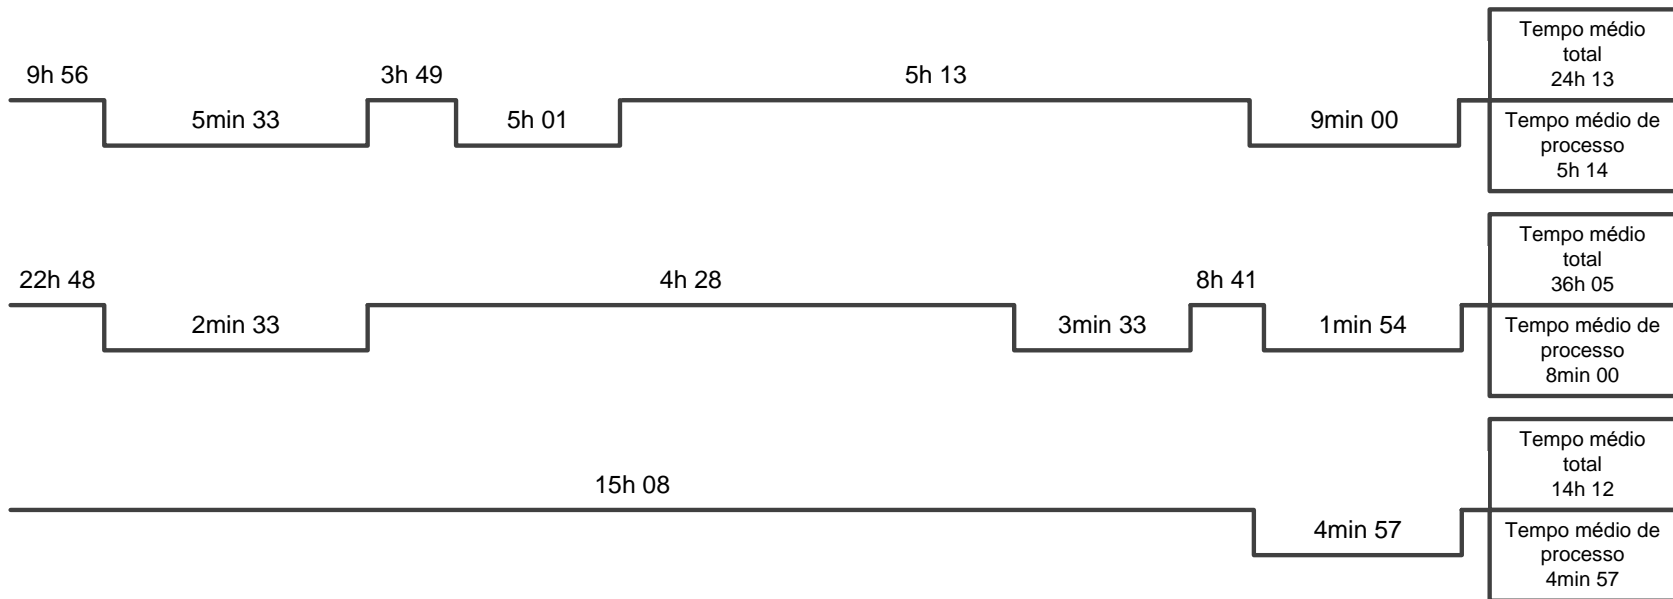 9h 56
5min 33
3h 49
5h 01
5h 13
9min 00
Tempo médio
total
24h 13
Tempo médio de
processo
5h 14
22h 48
2min 33
4h 28
3min 33
8h 41
1min 54
Tempo médio
total
36h 05
Tempo médio de
processo
8min 00
15h 08
4min 57
Tempo médio
total
14h 12
Tempo médio de
processo
4min 57